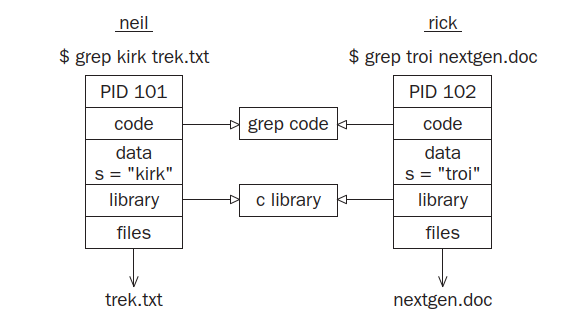 neil
rick
$ grep kirk trek.txt
$ grep troi nextgen.doc
PID 101
PID 102
code
grep code
code
data
s = "kirk"
data
s = "troi"
library
c library
library
files
files
trek.txt
nextgen.doc